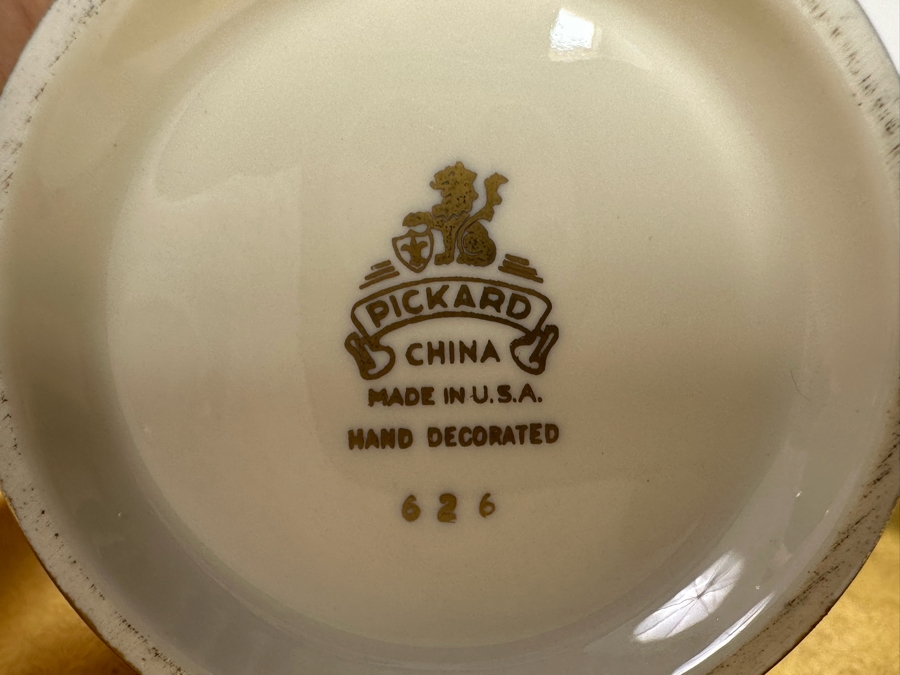 PICKARD
CHINA
MADE IN U.S.A.
HAND DECORATED
626